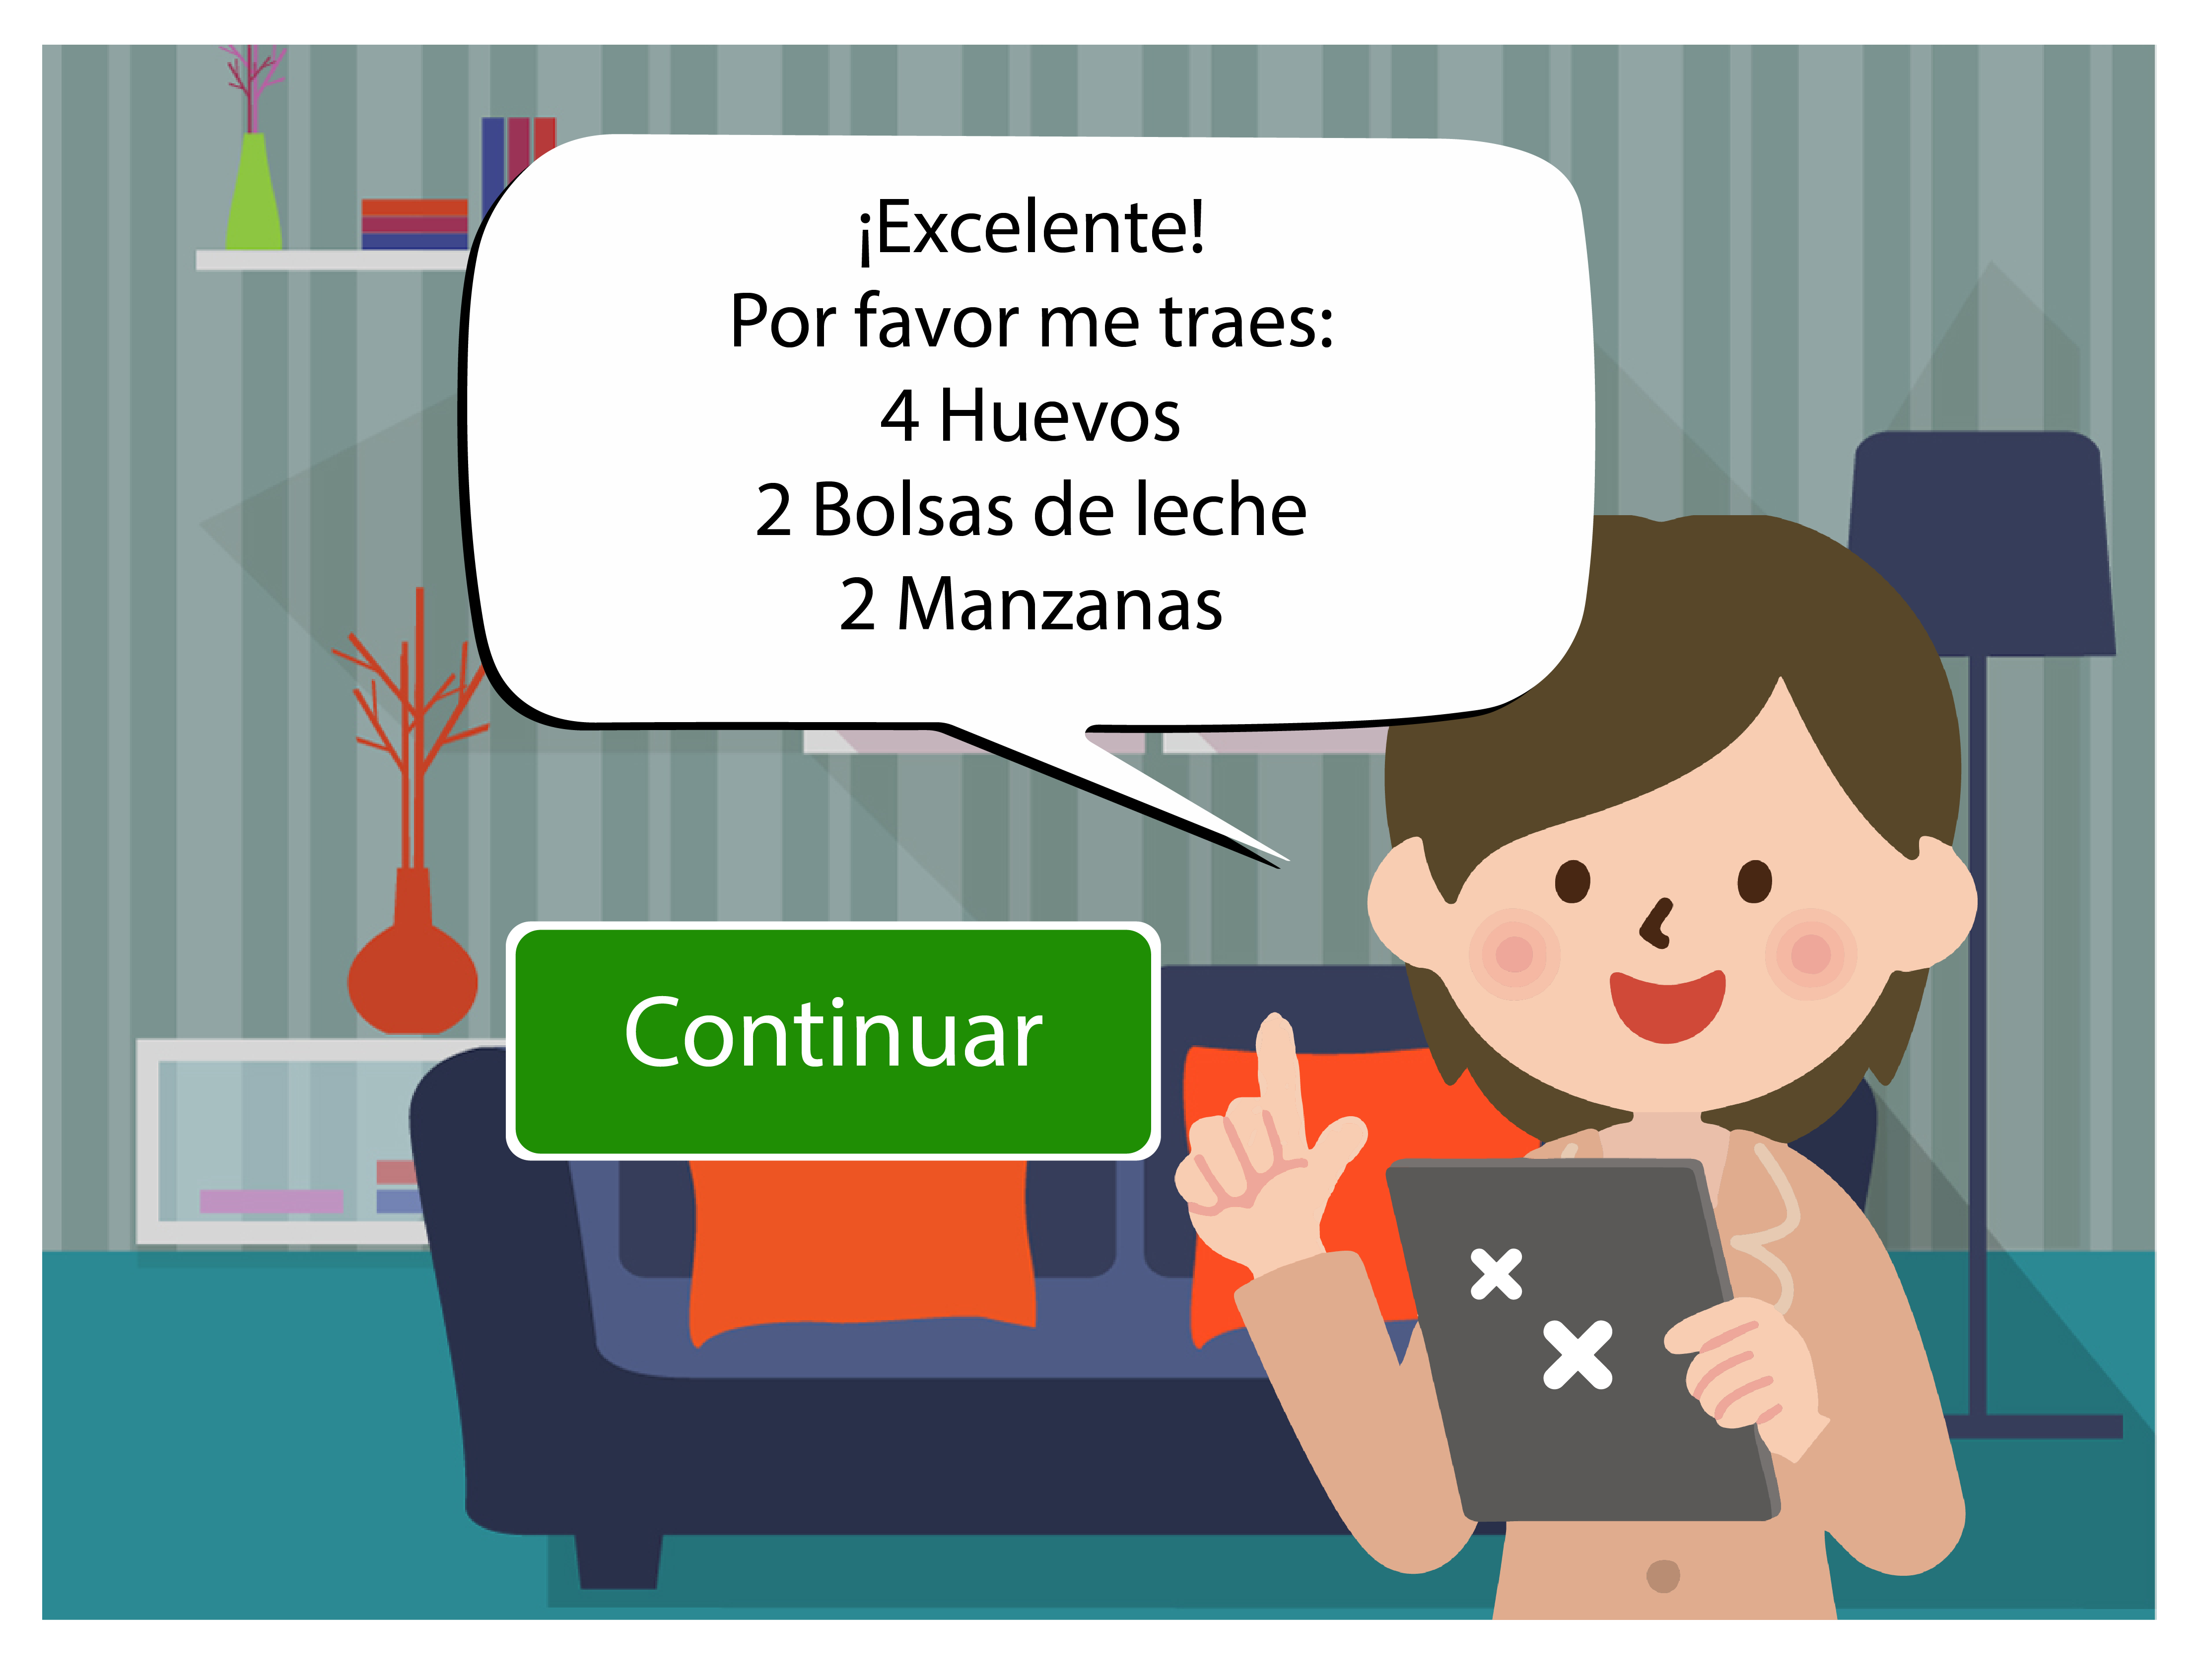 ¡Excelente!
Por favor me traes:
4 Huevos
2 Bolsas de leche
2 Manzanas
Continuar